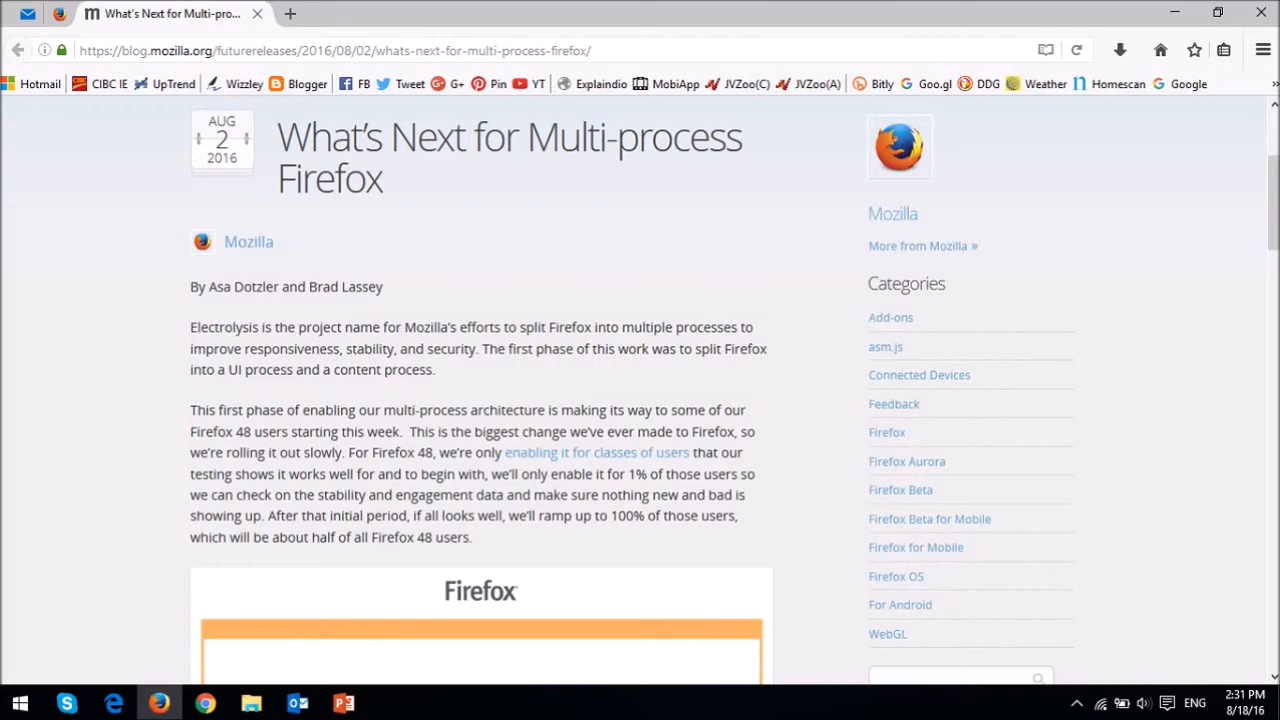 What's Next for Multi-pro...
https://blog.mozilla.org/futurereleases/2016/08/02/whats-next-for-multi-process-firefox/
Hotmail CIBC IE UpTrend Wizzley Blogger FB Tweet G+ Pin YT Explaindio MobiApp JVZoo(C) JVZoo(A) Bitly Goo.gl DDG Weather Homescan Google
AUG
2
2016
What's Next for Multi-process
Firefox
Mozilla
By Asa Dotzler and Brad Lassey
Electrolysis is the project name for Mozilla's efforts to split Firefox into multiple processes to
improve responsiveness, stability, and security. The first phase of this work was to split Firefox
into a UI process and a content process.
This first phase of enabling our multi-process architecture is making its way to some of our
Firefox 48 users starting this week.  This is the biggest change we've ever made to Firefox, so
we're rolling it out slowly. For Firefox 48, we're only enabling it for classes of users that our
testing shows it works well for and to begin with, we'll only enable it for 1% of those users so
we can check on the stability and engagement data and make sure nothing new and bad is
showing up. After that initial period, if all looks well, we'll ramp up to 100% of those users,
which will be about half of all Firefox 48 users.
Firefox
Mozilla
More from Mozilla »
Categories
Add-ons
asm.js
Connected Devices
Feedback
Firefox
Firefox Aurora
Firefox Beta
Firefox Beta for Mobile
Firefox for Mobile
Firefox OS
For Android
WebGL
ENG
2:31 PM
8/18/16